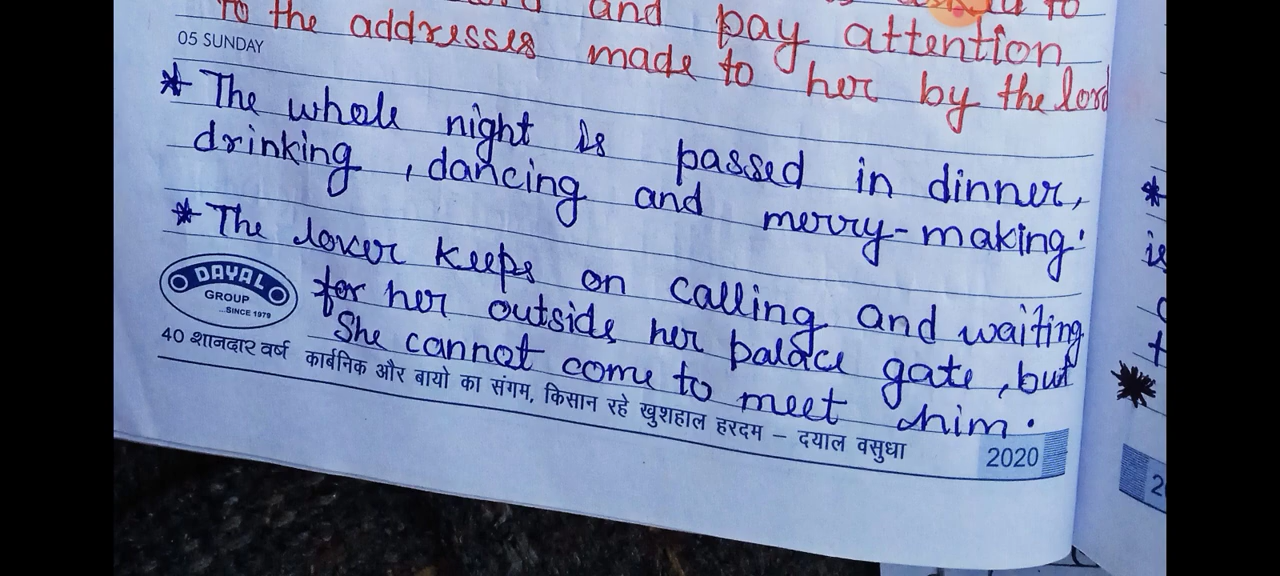 and pay attention
to the addresses made to her by the lord
05 SUNDAY
* The whole night is passed in dinner,
drinking , dancing and merry-making.
* The lover keeps on calling and waiting
for her outside her palace gate , but
She cannot come to meet him.
DAYAL
GROUP
...SINCE 1979
40 शानदार वर्ष कार्बनिक और बायो का संगम, किसान रहे खुशहाल हरदम – दयाल वसुधा
2020
*
is